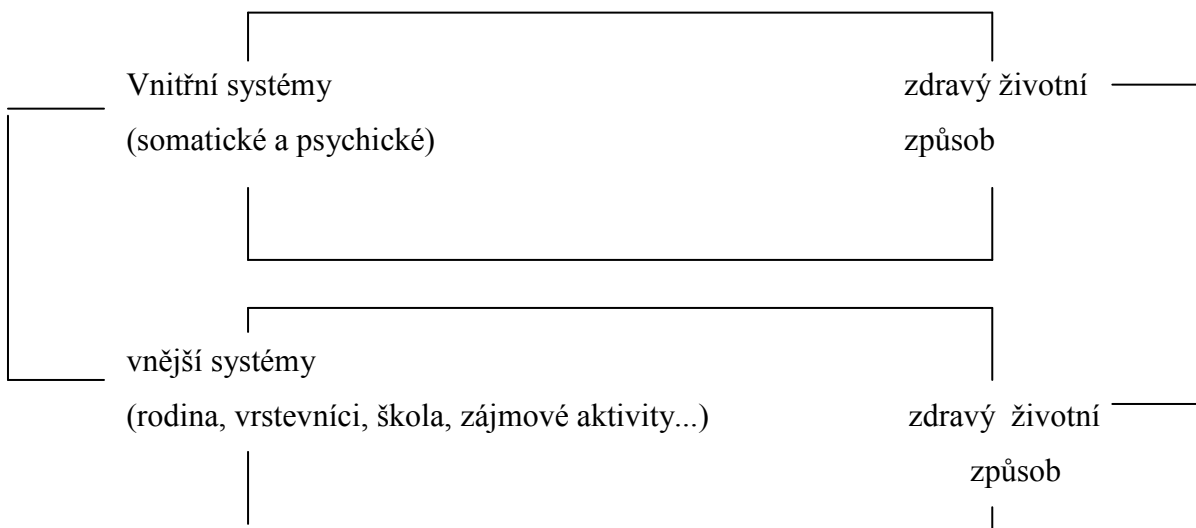 Vnitřní systémy
zdravý životní
(somatické a psychické)
způsob
vnější systémy
(rodina, vrstevníci, škola, zájmové aktivity...)
zdravý životní
způsob